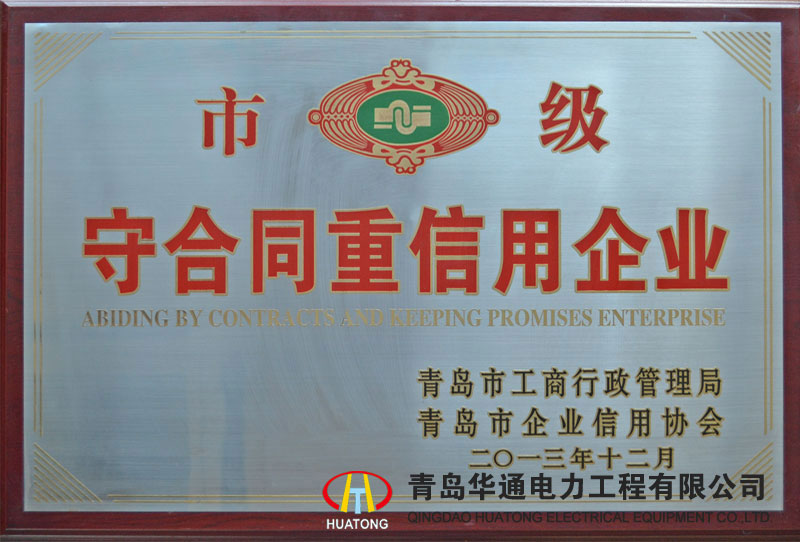 市 级
守合同重信用企业
ABIDING BY CONTRACTS AND KEEPING PROMISES ENTERPRISE
青岛市工商行政管理局
青岛市企业信用协会
二〇一三年十二月
HUATONG
青岛华通电力工程有限公司
QINGDAO HUATONG ELECTRICAL EQUIPMENT CO.,LTD.